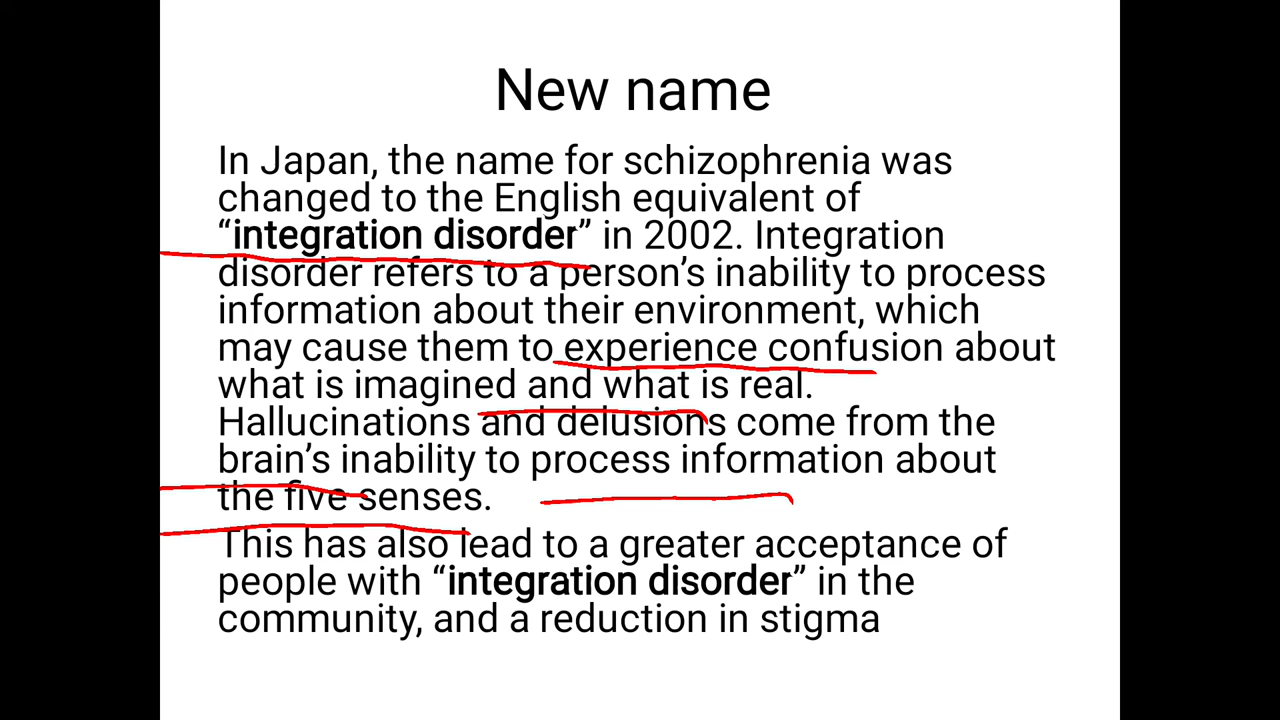 New name
In Japan, the name for schizophrenia was
changed to the English equivalent of
“integration disorder” in 2002. Integration
disorder refers to a person’s inability to process
information about their environment, which
may cause them to experience confusion about
what is imagined and what is real.
Hallucinations and delusions come from the
brain’s inability to process information about
the five senses.
This has also lead to a greater acceptance of
people with “integration disorder” in the
community, and a reduction in stigma